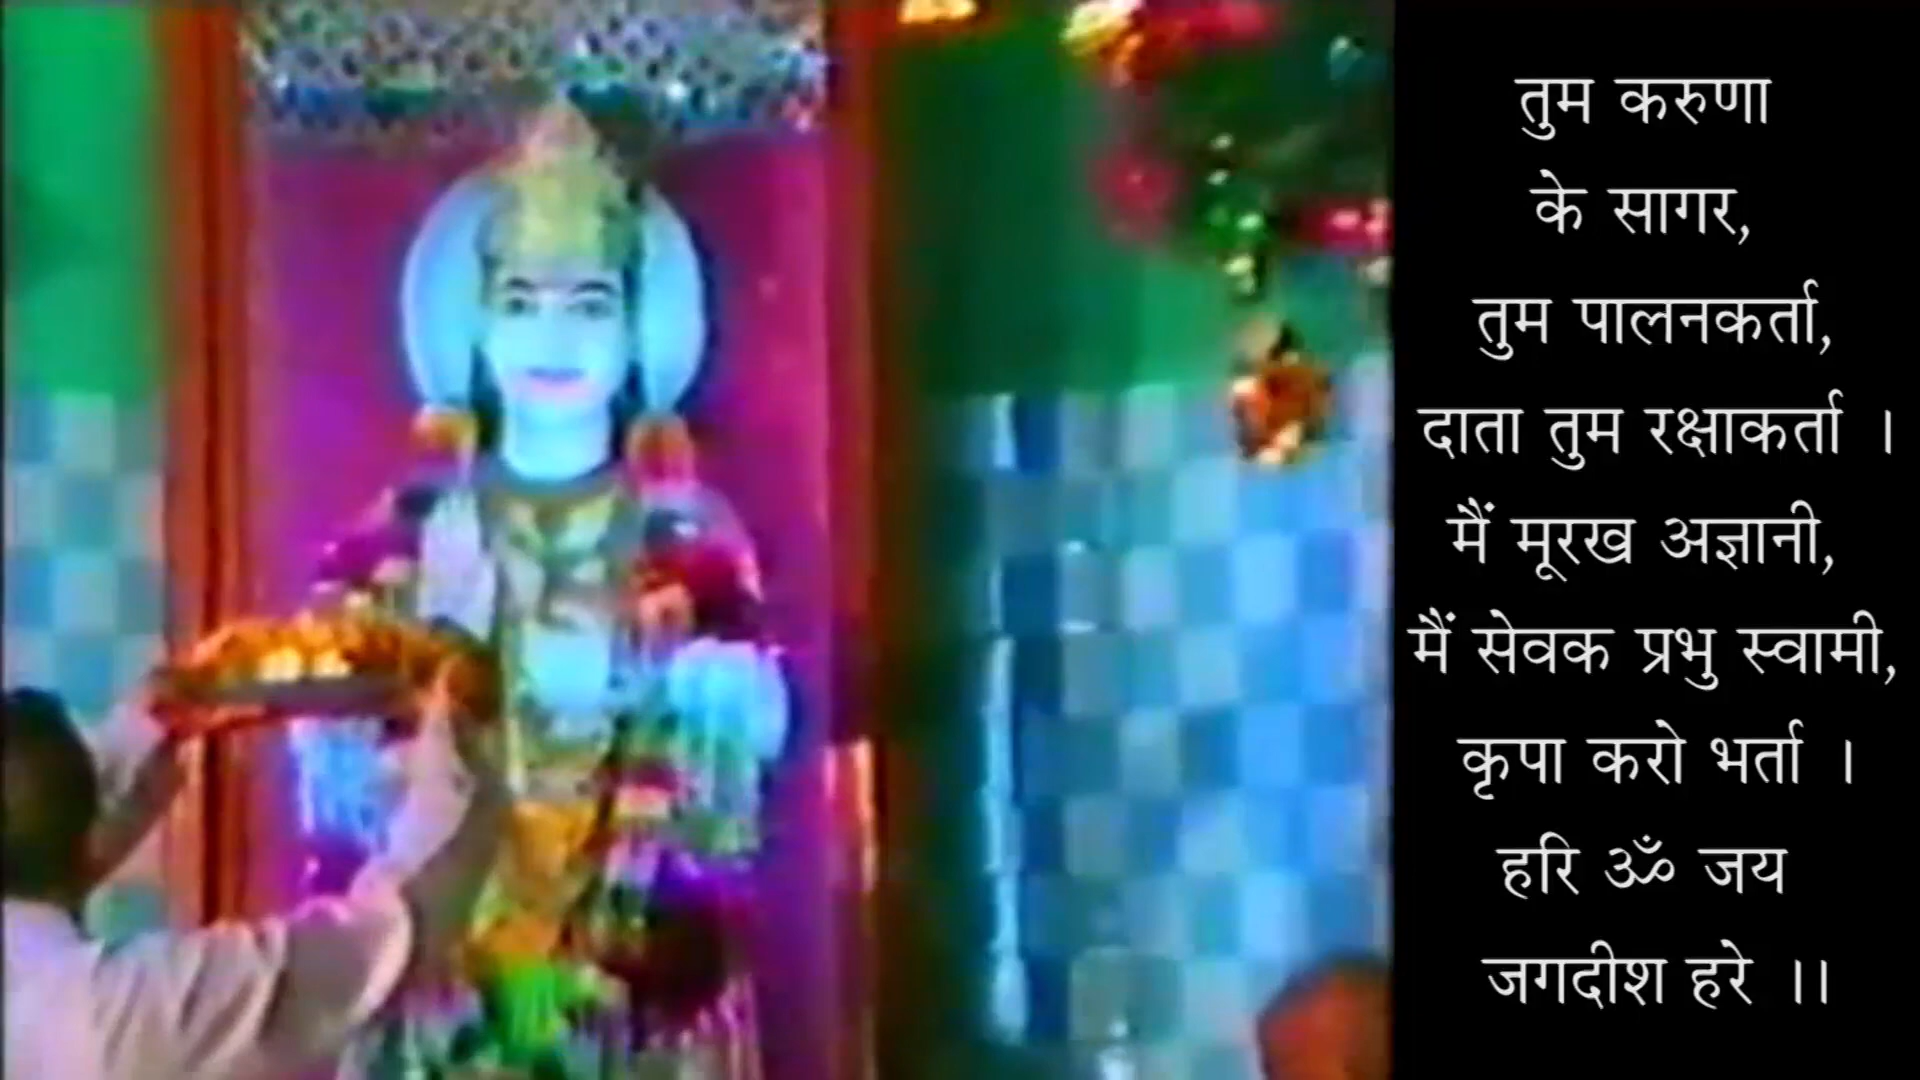 तुम करुणा
के सागर,
तुम पालनकर्ता,
दाता तुम रक्षाकर्ता ।
मैं मूरख अज्ञानी,
मैं सेवक प्रभु स्वामी,
कृपा करो भर्ता ।
हरि ॐ जय
जगदीश हरे ।।